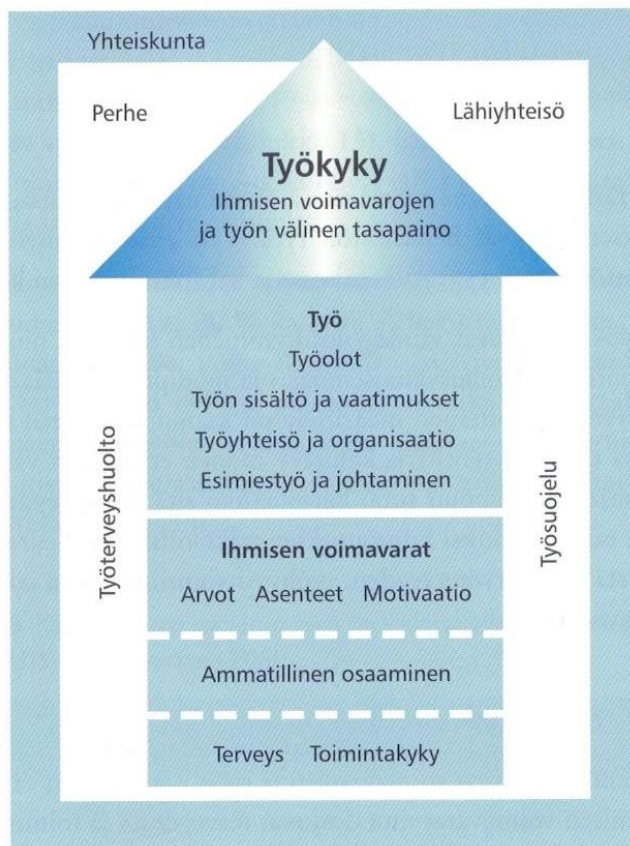 Yhteiskunta
Perhe
Lähiyhteisö
Työkyky
Ihmisen voimavarojen
ja työn välinen tasapaino
Työ
Työolot
Työn sisältö ja vaatimukset
Työyhteisö ja organisaatio
Esimiestyö ja johtaminen
Työterveyshuolto
Työsuojelu
Ihmisen voimavarat
Arvot Asenteet Motivaatio
Ammatillinen osaaminen
Terveys Toimintakyky